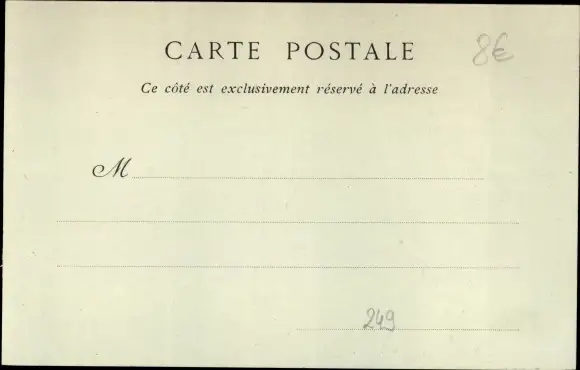 CARTE POSTALE
8€
Ce côté est exclusivement réservé à l'adresse
M
249